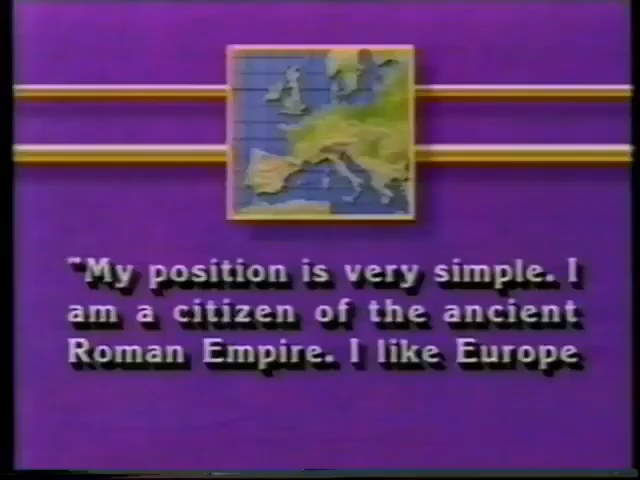 "My position is very simple. I
am a citizen of the ancient
Roman Empire. I like Europe